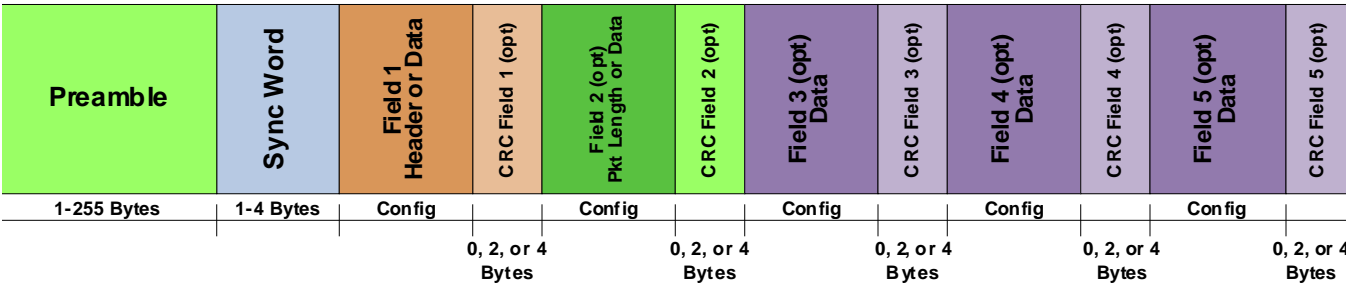 Preamble
Sync Word
Field 1
Header or Data
CRC Field 1 (opt)
Field 2 (opt)
Pkt Length or Data
CRC Field 2 (opt)
Field 3 (opt)
Data
CRC Field 3 (opt)
Field 4 (opt)
Data
CRC Field 4 (opt)
Field 5 (opt)
Data
CRC Field 5 (opt)
1-255 Bytes
1-4 Bytes
Config
Config
Config
Config
Config
0, 2, or 4
Bytes
0, 2, or 4
Bytes
0, 2, or 4
Bytes
0, 2, or 4
Bytes
0, 2, or 4
Bytes